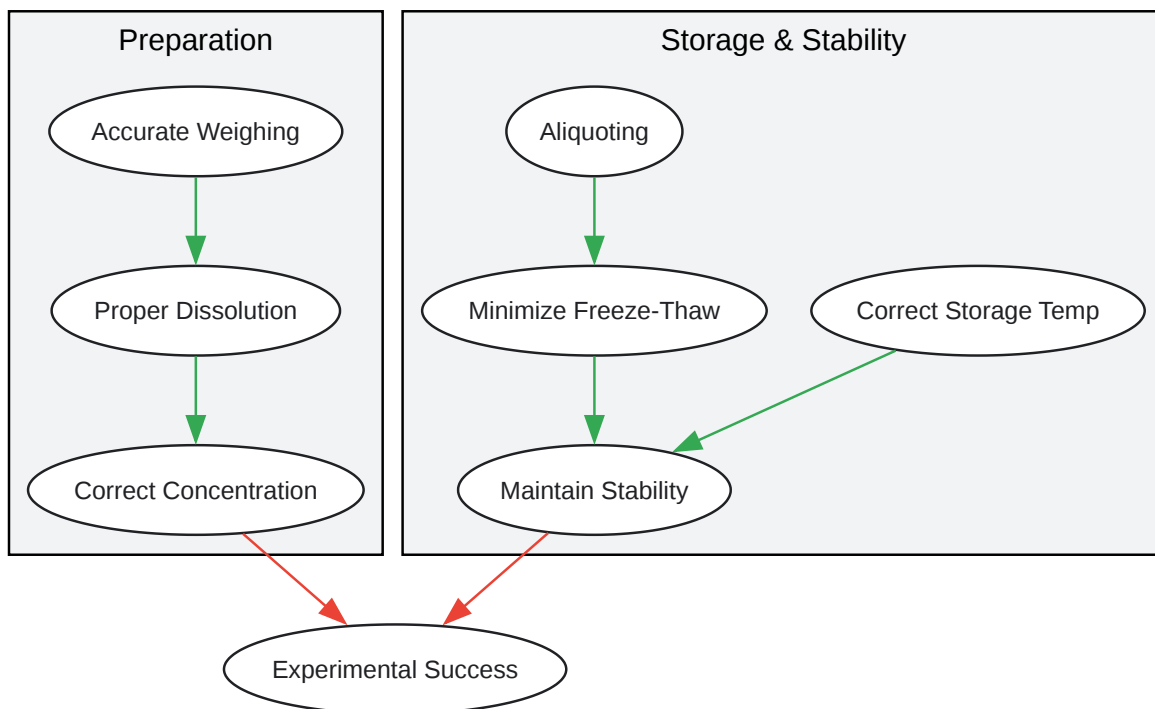 Preparation
Accurate Weighing
Proper Dissolution
Correct Concentration
Storage & Stability
Aliquoting
Minimize Freeze-Thaw
Correct Storage Temp
Maintain Stability
Experimental Success